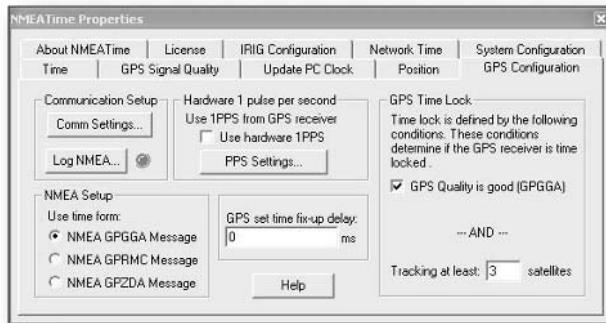 NMEATime Properties
About NMEATime
License
IRIG Configuration
Network Time
System Configuration
Time
GPS Signal Quality
Update PC Clock
Position
GPS Configuration
Communication Setup
Comm Settings...
Log NMEA...
Hardware 1 pulse per second
Use 1PPS from GPS receiver
Use hardware 1PPS
PPS Settings...
GPS Time Lock
Time lock is defined by the following
conditions. These conditions
determine if the GPS receiver is time
locked .
GPS Quality is good (GPGGA)
--- AND ---
Tracking at least: 3 satellites
NMEA Setup
Use time form:
NMEA GPGGA Message
NMEA GPRMC Message
NMEA GPZDA Message
GPS set time fix-up delay:
0 ms
Help